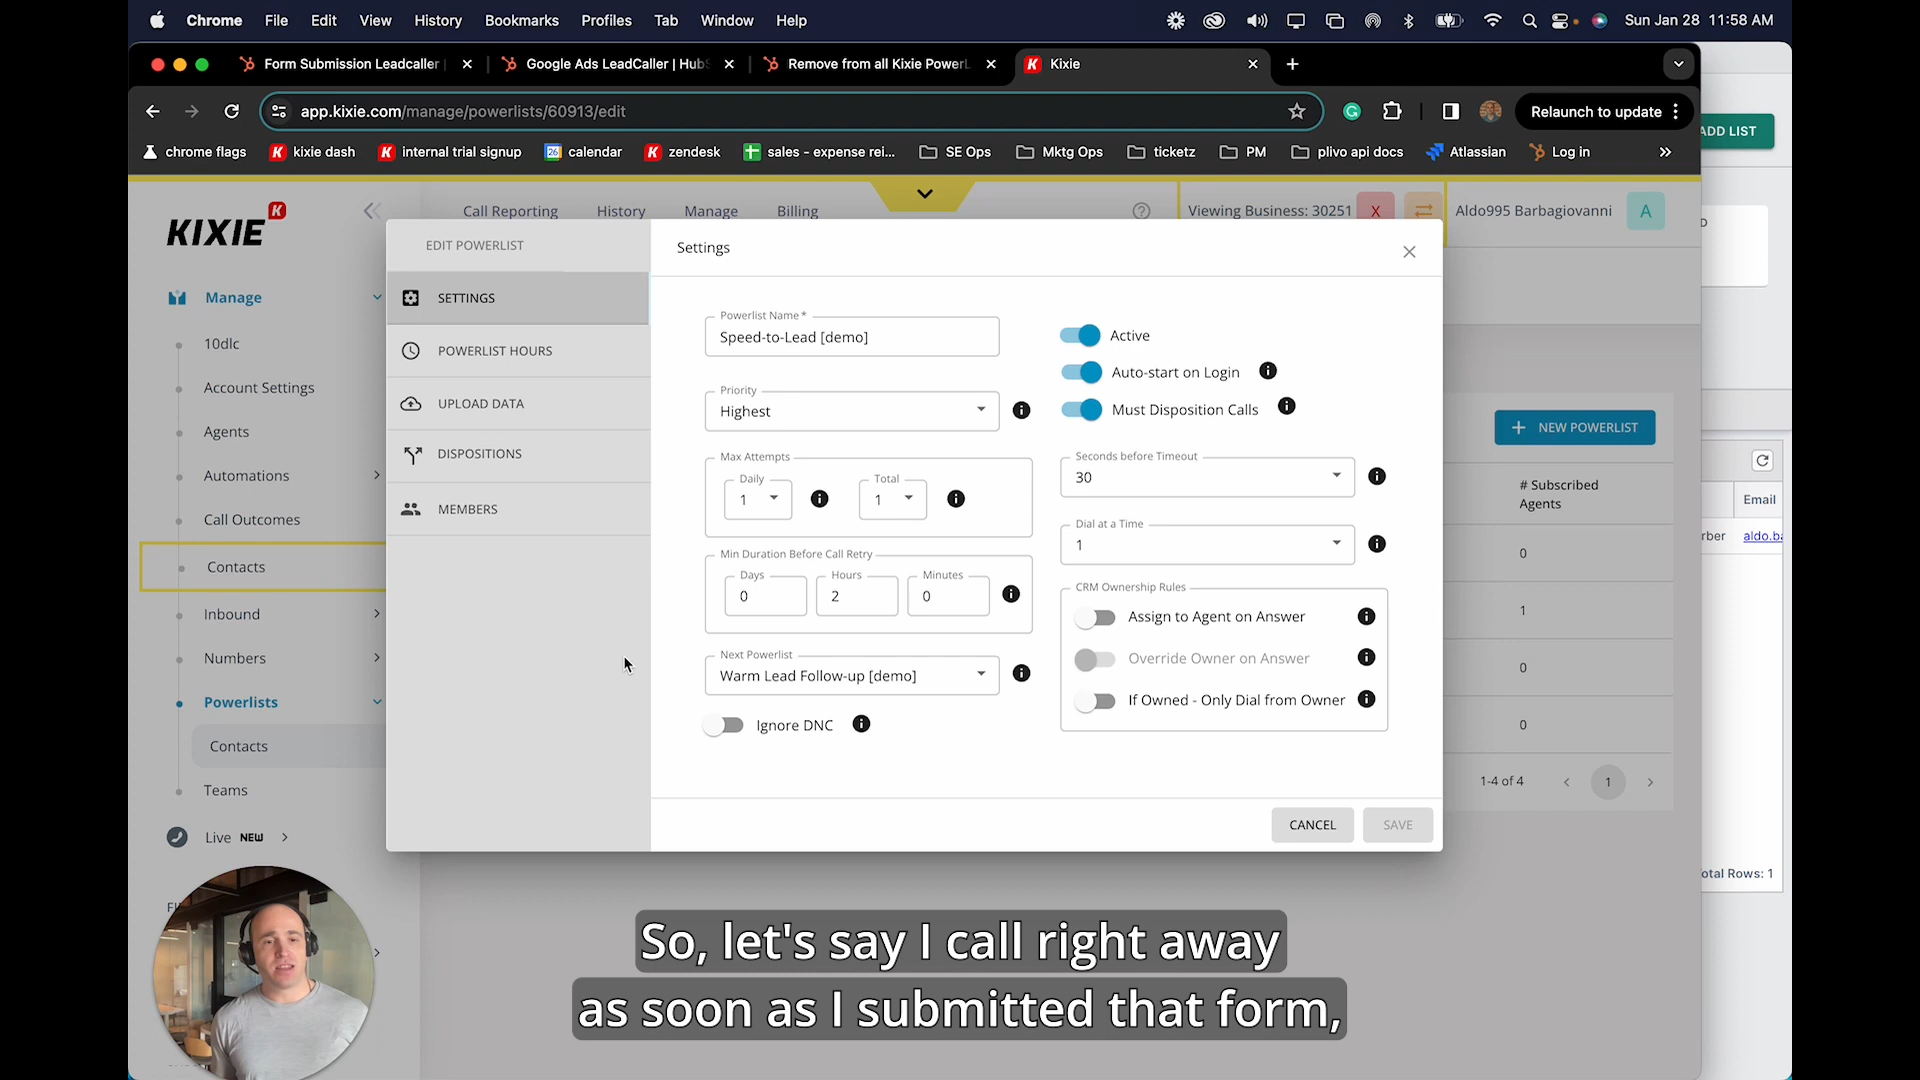 Chrome File Edit View History Bookmarks Profiles Tab Window Help
Sun Jan 28 11:58 AM
Form Submission Leadcaller
Google Ads LeadCaller | HubS
Remove from all Kixie PowerL
Kixie
app.kixie.com/manage/powerlists/60913/edit
Relaunch to update
chrome flags
kixie dash
internal trial signup
calendar
zendesk
sales - expense rei...
SE Ops
Mktg Ops
ticketz
PM
plivo api docs
Atlassian
Log in
ADD LIST
KIXIE
Call Reporting
History
Manage
Billing
Viewing Business: 30251
X
Aldo995 Barbagiovanni
A
Manage
10dlc
Account Settings
Agents
Automations
Call Outcomes
Contacts
Inbound
Numbers
Powerlists
Contacts
Teams
Live NEW
EDIT POWERLIST
SETTINGS
POWERLIST HOURS
UPLOAD DATA
DISPOSITIONS
MEMBERS
Settings
Powerlist Name *
Speed-to-Lead [demo]
Priority
Highest
Max Attempts
Daily
1
Total
1
Min Duration Before Call Retry
Days
0
Hours
2
Minutes
0
Next Powerlist
Warm Lead Follow-up [demo]
Ignore DNC
Active
Auto-start on Login
Must Disposition Calls
Seconds before Timeout
30
Dial at a Time
1
CRM Ownership Rules
Assign to Agent on Answer
Override Owner on Answer
If Owned - Only Dial from Owner
CANCEL
SAVE
+ NEW POWERLIST
# Subscribed
Agents
0
1
0
0
1-4 of 4
1
Email
rber
aldo.ba
otal Rows: 1
So, let's say I call right away
as soon as I submitted that form,